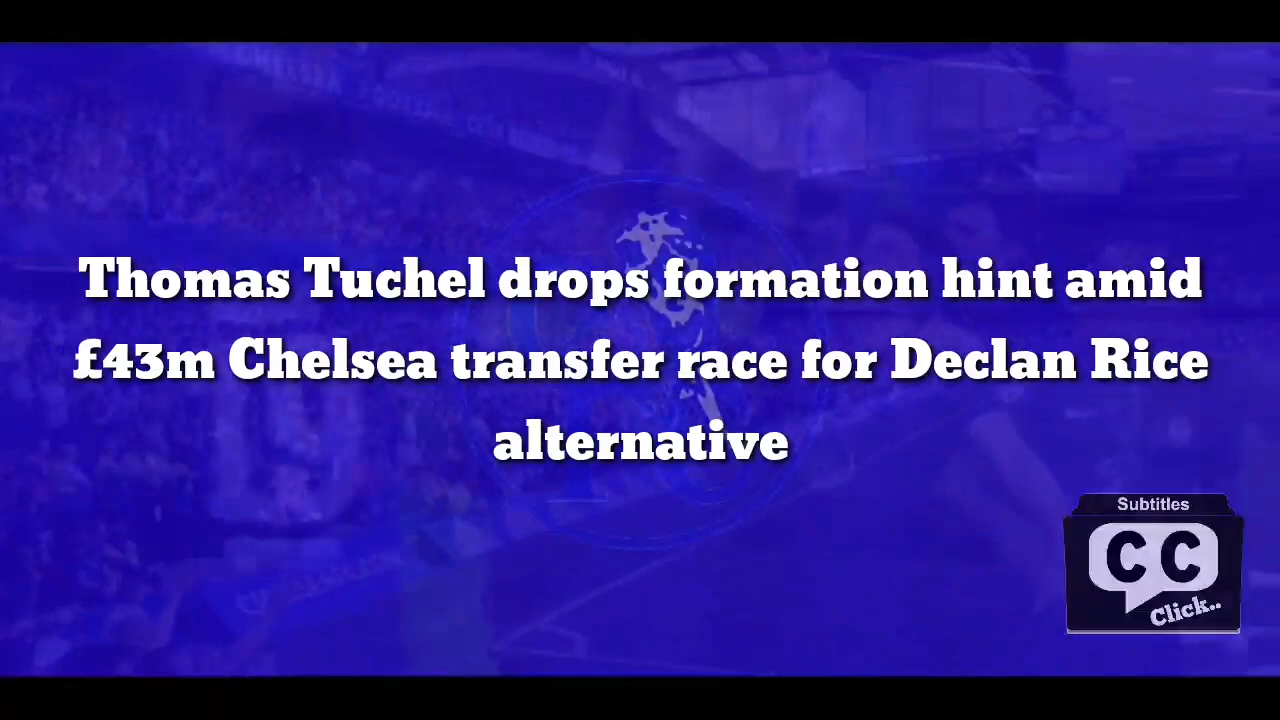 Thomas Tuchel drops formation hint amid
£43m Chelsea transfer race for Declan Rice
alternative
Subtitles
CC
Click..